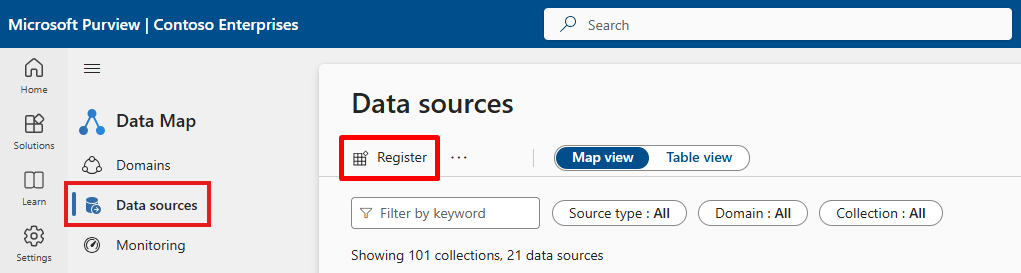 Microsoft Purview | Contoso Enterprises
Search
Home
Solutions
Learn
Settings
Data Map
Domains
Data sources
Monitoring
Data sources
Register ...
Map view Table view
Filter by keyword Source type : All Domain : All Collection : All
Showing 101 collections, 21 data sources